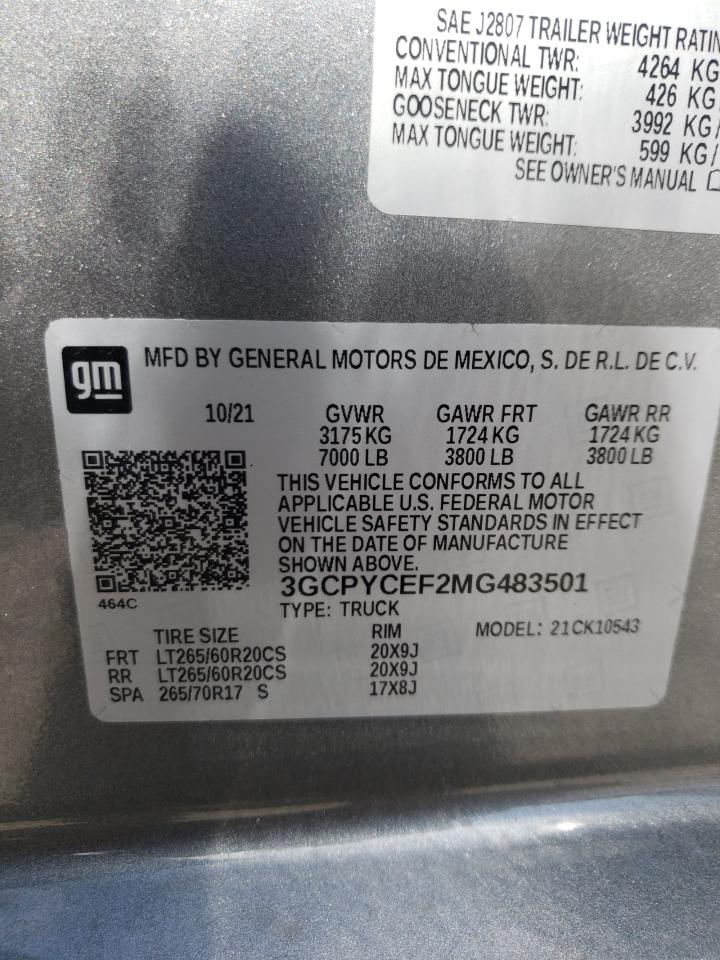 SAE J2807 TRAILER WEIGHT RATIN
CONVENTIONAL TWR: 4264 KG
MAX TONGUE WEIGHT: 426 KG
GOOSENECK TWR: 3992 KG/
MAX TONGUE WEIGHT: 599 KG/
SEE OWNER'S MANUAL
gm
MFD BY GENERAL MOTORS DE MEXICO, S. DE R.L. DE C.V.
10/21 GVWR GAWR FRT GAWR RR
3175 KG 1724 KG 1724 KG
7000 LB 3800 LB 3800 LB
THIS VEHICLE CONFORMS TO ALL
APPLICABLE U.S. FEDERAL MOTOR
VEHICLE SAFETY STANDARDS IN EFFECT
ON THE DATE OF MANUFACTURE
SHOWN ABOVE.
3GCPYCEF2MG483501
464C
TYPE: TRUCK
TIRE SIZE RIM MODEL: 21CK10543
FRT LT265/60R20CS 20X9J
RR LT265/60R20CS 20X9J
SPA 265/70R17 S 17X8J